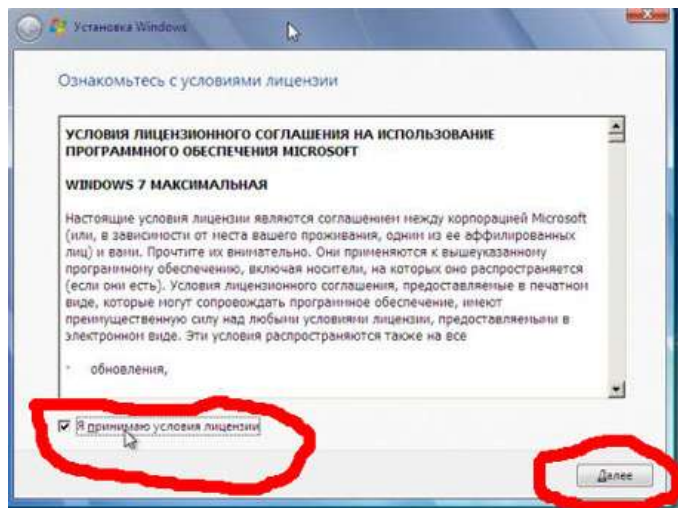 Установка Windows
Ознакомьтесь с условиями лицензии
УСЛОВИЯ ЛИЦЕНЗИОННОГО СОГЛАШЕНИЯ НА ИСПОЛЬЗОВАНИЕ
ПРОГРАММНОГО ОБЕСПЕЧЕНИЯ MICROSOFT
WINDOWS 7 МАКСИМАЛЬНАЯ
Настоящие условия лицензии являются соглашением между корпорацией Microsoft
(или, в зависимости от места вашего проживания, одним из ее аффилированных
лиц) и вами. Прочтите их внимательно. Они применяются к вышеуказанному
программному обеспечению, включая носители, на которых оно распространяется
(если они есть). Условия лицензионного соглашения, предоставляемые в печатном
виде, которые могут сопровождать программное обеспечение, имеют
преимущественную силу над любыми условиями лицензии, предоставляемыми в
электронном виде. Эти условия распространяются также на все
· обновления,
Я принимаю условия лицензии
Далее